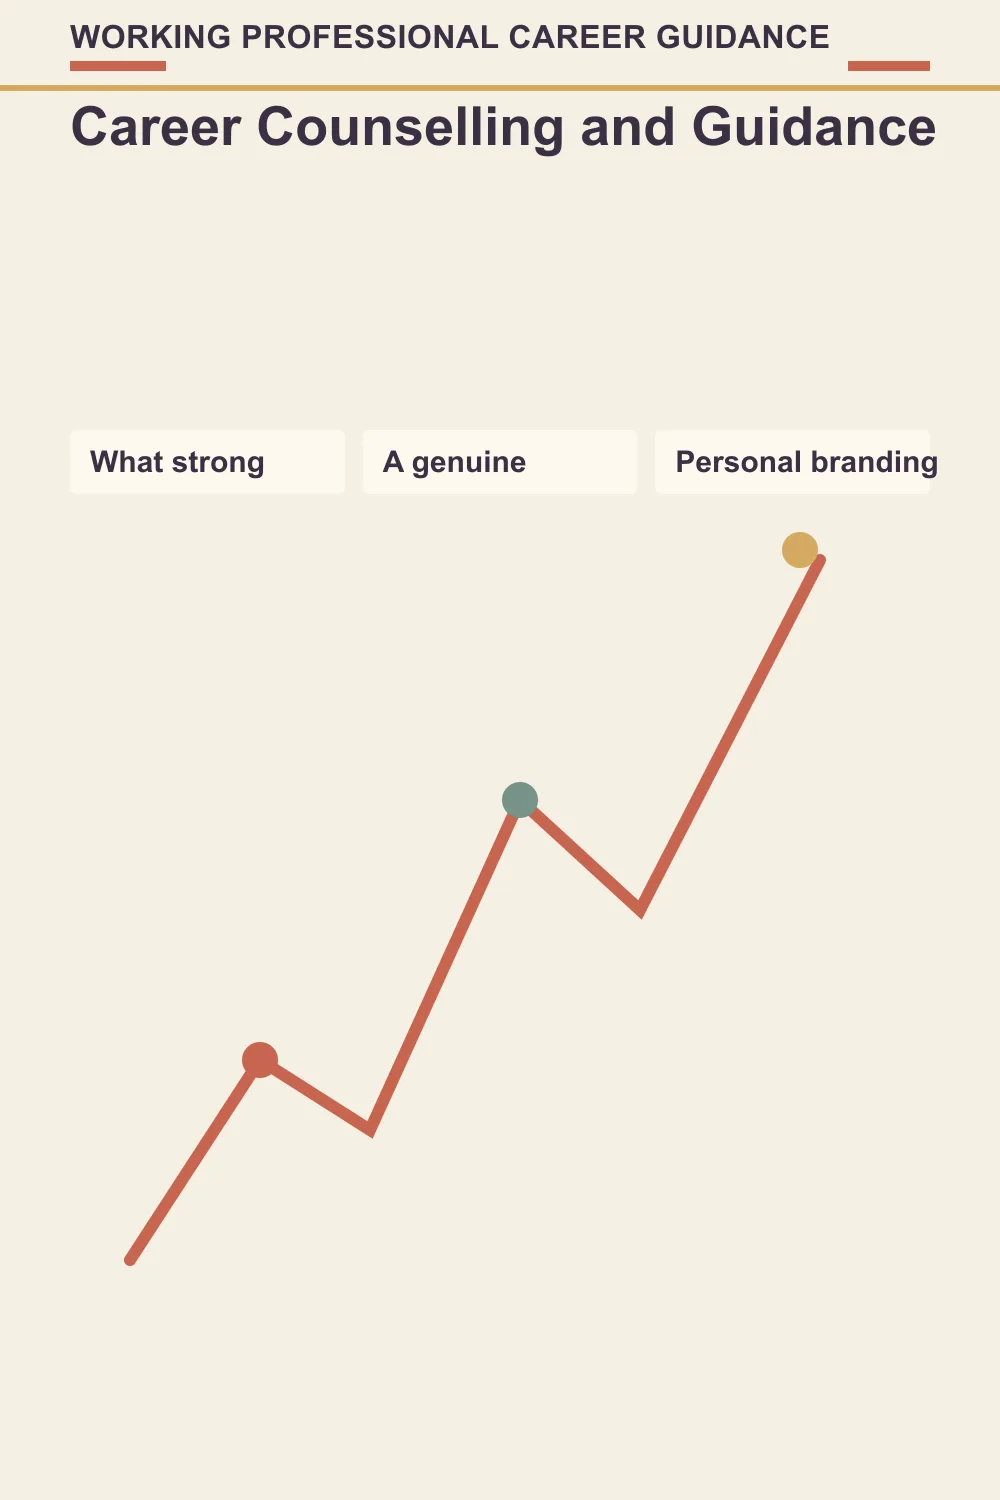 WORKING PROFESSIONAL CAREER GUIDANCE
Career Counselling and Guidance
What strong
A genuine
Personal branding